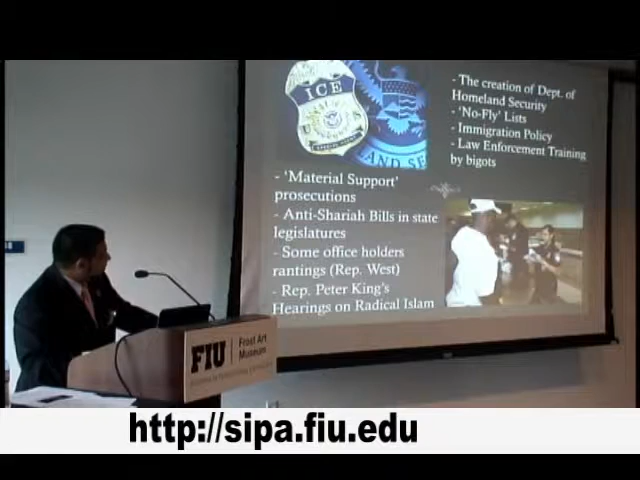 ICE
LAND SE
- The creation of Dept. of
Homeland Security
- 'No-Fly' Lists
- Immigration Policy
- Law Enforcement Training
by bigots
- 'Material Support'
prosecutions
- Anti-Shariah Bills in state
legislatures
- Some office holders
rantings (Rep. West)
- Rep. Peter King's
Hearings on Radical Islam
FIU | Frost Art
Museum
http://sipa.fiu.edu